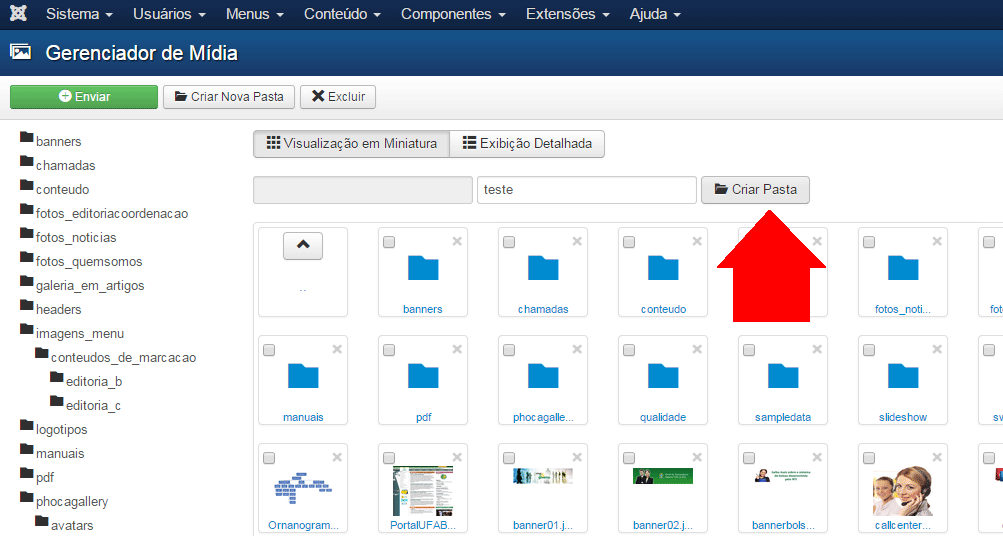 Sistema Usuários Menus Conteúdo Componentes Extensões Ajuda
Gerenciador de Mídia
Enviar Criar Nova Pasta Excluir
banners
chamadas
conteudo
fotos_editoriacoordenacao
fotos_noticias
fotos_quemsomos
galeria_em_artigos
headers
imagens_menu
conteudos_de_marcacao
editoria_b
editoria_c
logotipos
manuais
pdf
phocagallery
avatars
Visualização em Miniatura Exibição Detalhada
teste Criar Pasta
..
banners chamadas conteudo fotos_noti...
manuais pdf phocagalle... qualidade sampledata slideshow
Ornanogram... PortalUFAB... banner01.j... banner02.j... bannerbols... callcenter...